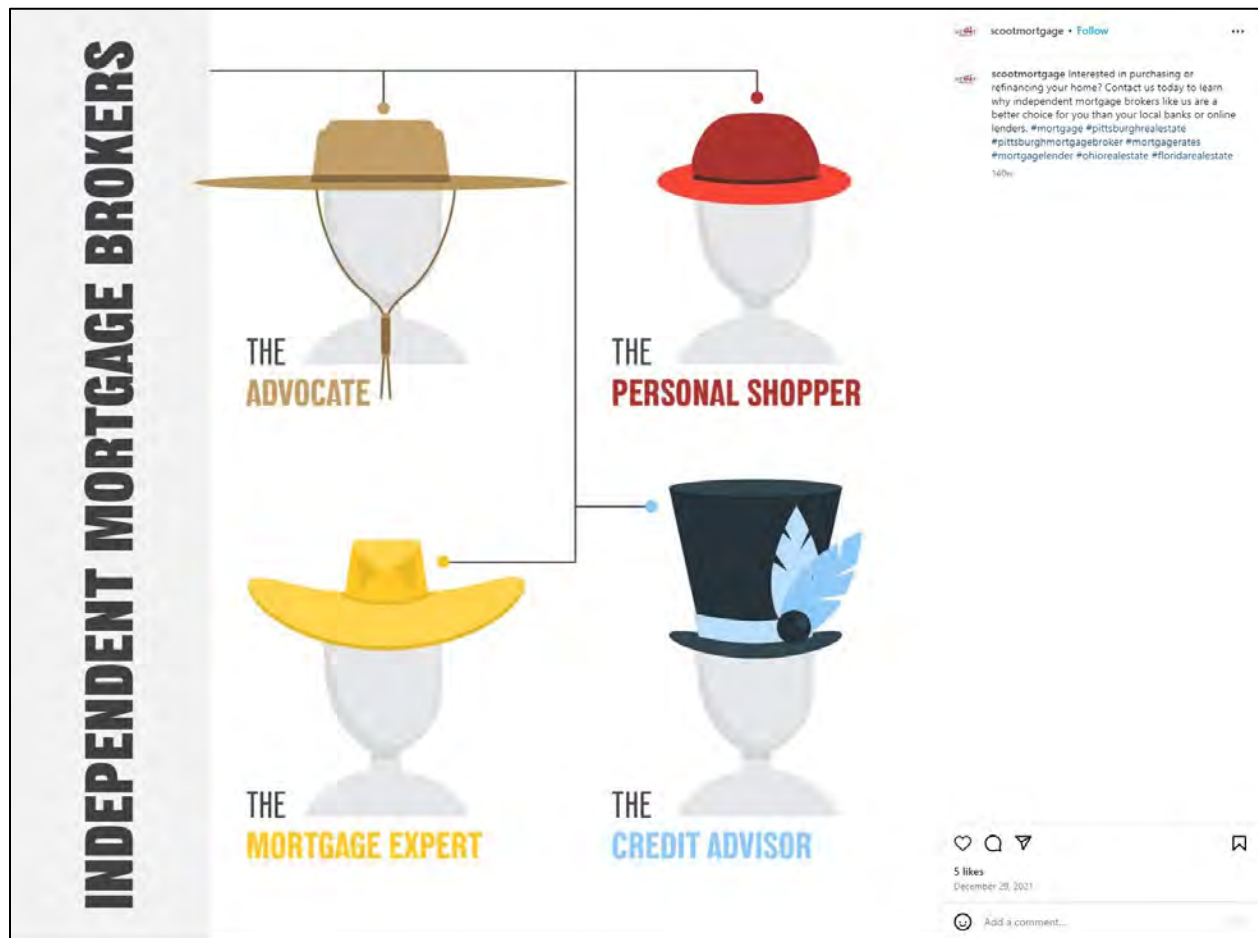 INDEPENDENT MORTGAGE BROKERS
THE
ADVOCATE
THE
PERSONAL SHOPPER
THE
MORTGAGE EXPERT
THE
CREDIT ADVISOR
scootmortgage • Follow
scootmortgage Interested in purchasing or
refinancing your home? Contact us today to learn
why independent mortgage brokers like us are a
better choice for you than your local banks or online
lenders. #mortgage #pittsburghrealestate
#pittsburghmortgagebroker #mortgagerates
#mortgagelender #ohiorealestate #floridarealestate
140w
5 likes
December 29, 2021
Add a comment...